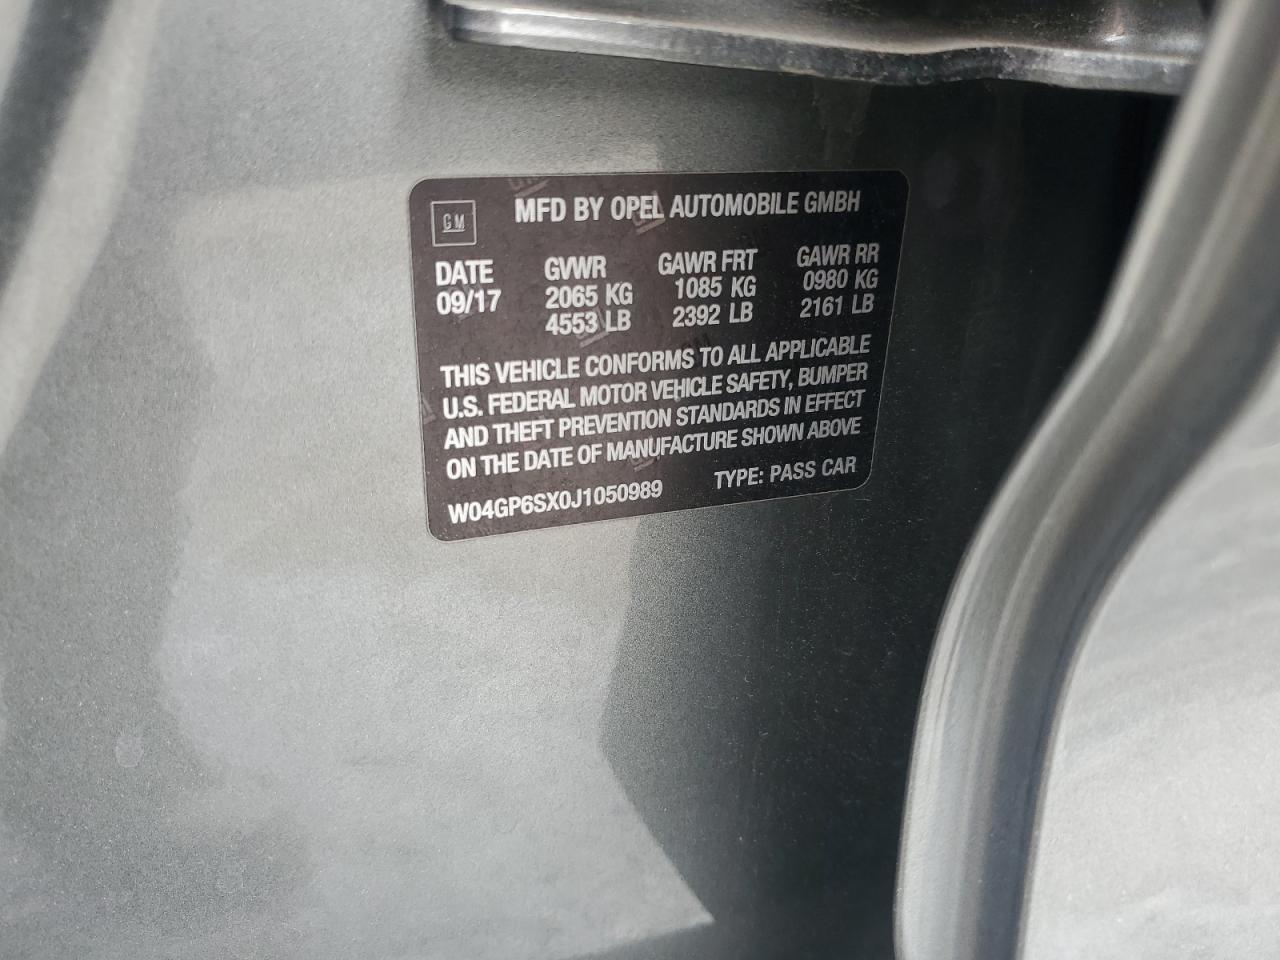 GM
MFD BY OPEL AUTOMOBILE GMBH
DATE GVWR GAWR FRT GAWR RR
09/17 2065 KG 1085 KG 0980 KG
4553 LB 2392 LB 2161 LB
THIS VEHICLE CONFORMS TO ALL APPLICABLE
U.S. FEDERAL MOTOR VEHICLE SAFETY, BUMPER
AND THEFT PREVENTION STANDARDS IN EFFECT
ON THE DATE OF MANUFACTURE SHOWN ABOVE
W04GP6SX0J1050989 TYPE: PASS CAR